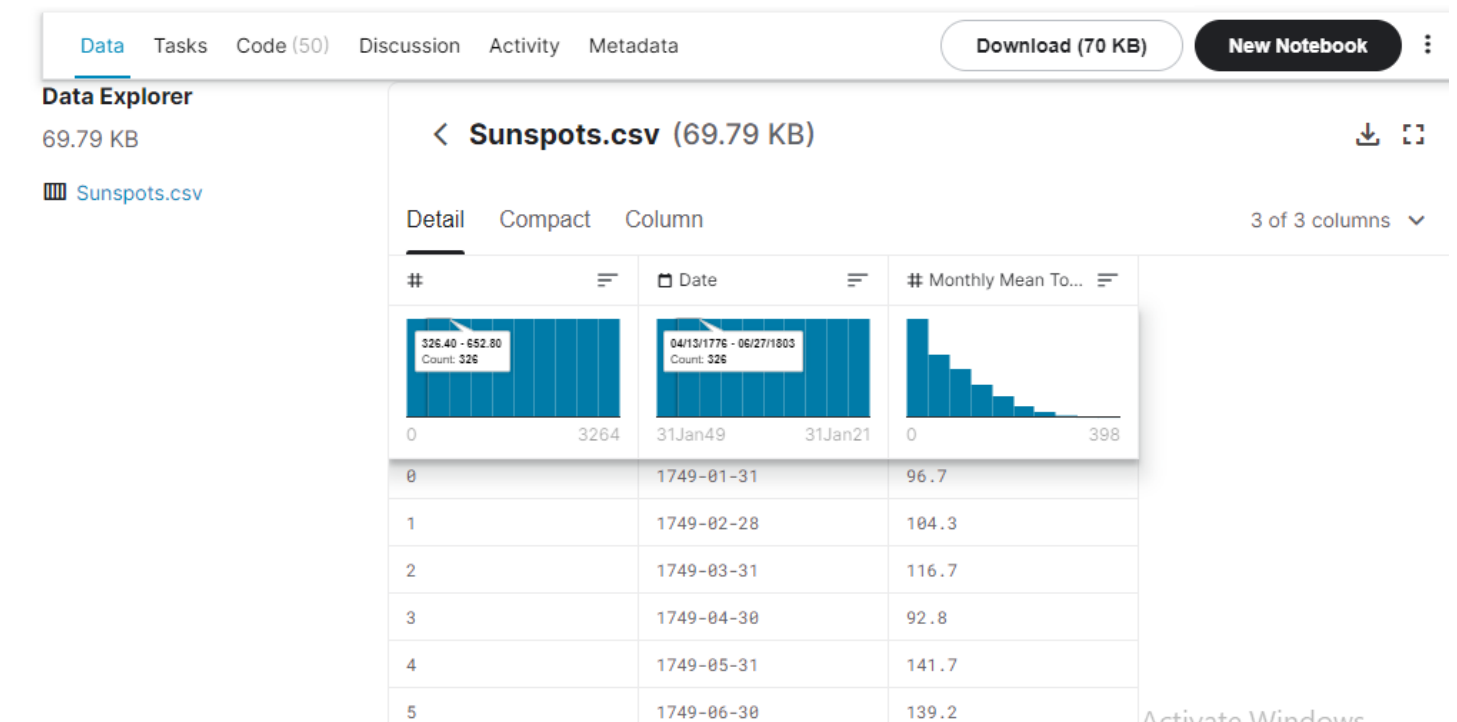 Data Tasks Code (50) Discussion Activity Metadata Download (70 KB) New Notebook
Data Explorer
69.79 KB
Sunspots.csv
Sunspots.csv (69.79 KB)
Detail Compact Column 3 of 3 columns
# Date # Monthly Mean To...
326.40 - 652.80
Count: 326
04/13/1776 - 06/27/1803
Count: 326
0 3264 31Jan49 31Jan21 0 398
0 1749-01-31 96.7
1 1749-02-28 104.3
2 1749-03-31 116.7
3 1749-04-30 92.8
4 1749-05-31 141.7
5 1749-06-30 139.2
Activate Windows